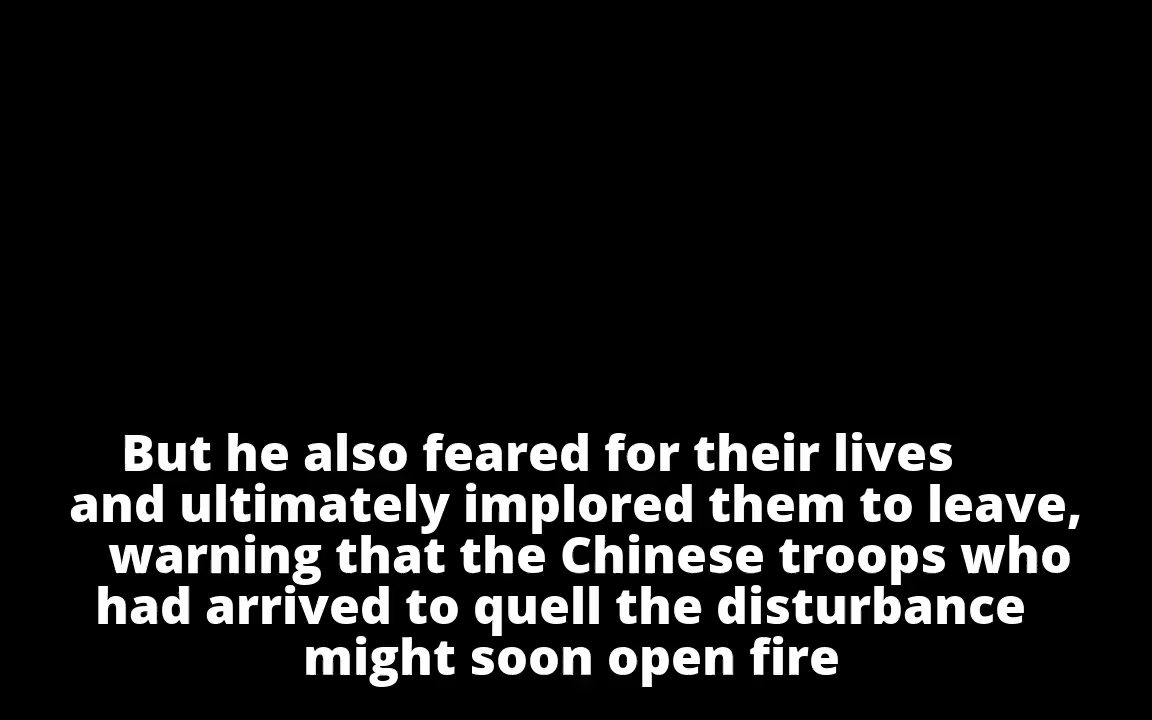 But he also feared for their lives
and ultimately implored them to leave,
warning that the Chinese troops who
had arrived to quell the disturbance
might soon open fire